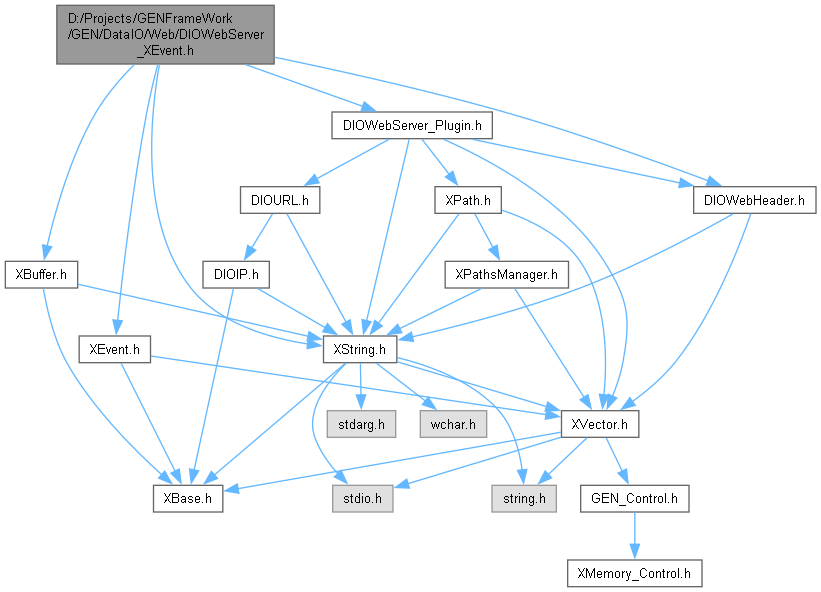 D:/Projects/GENFrameWork
/GEN/DataIO/Web/DIOWebServer
_XEvent.h
DIOWebServer_Plugin.h
DIOURL.h
XPath.h
DIOWebHeader.h
XBuffer.h
DIOIP.h
XPathsManager.h
XEvent.h
XString.h
stdarg.h
wchar.h
XVector.h
XBase.h
stdio.h
string.h
GEN_Control.h
XMemory_Control.h